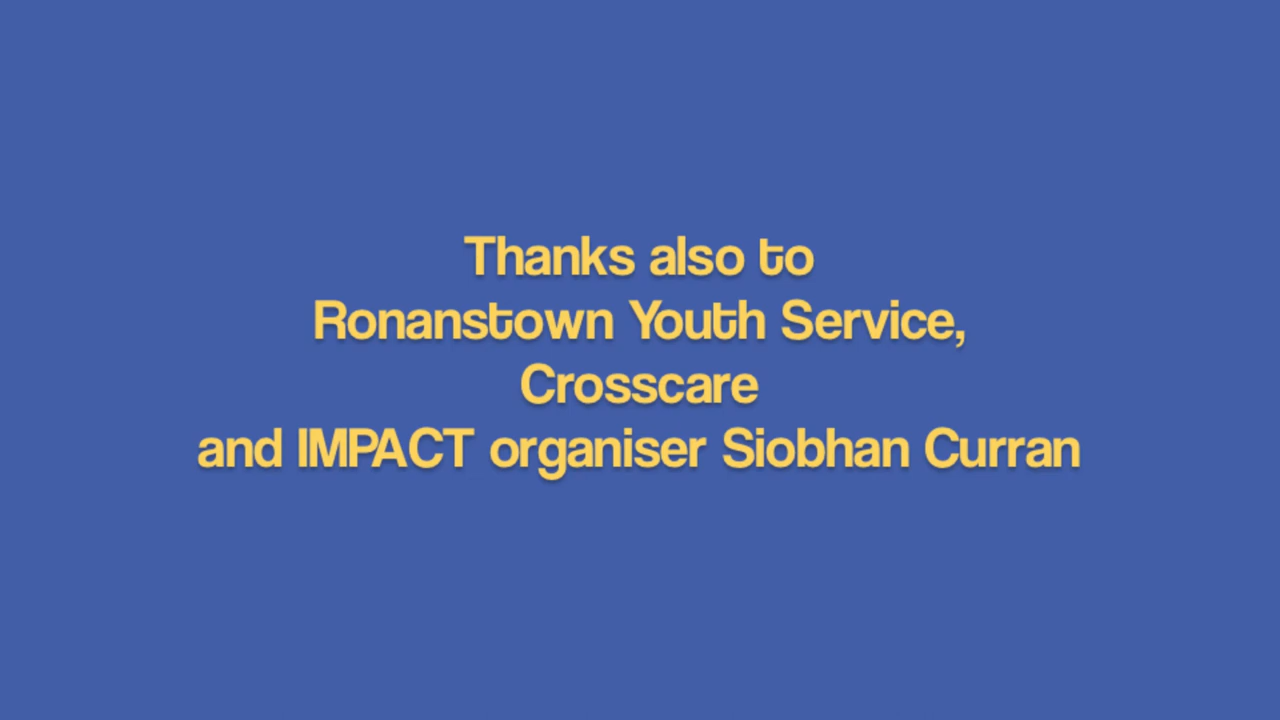 Thanks also to
Ronanstown Youth Service,
Crosscare
and IMPACT organiser Siobhan Curran